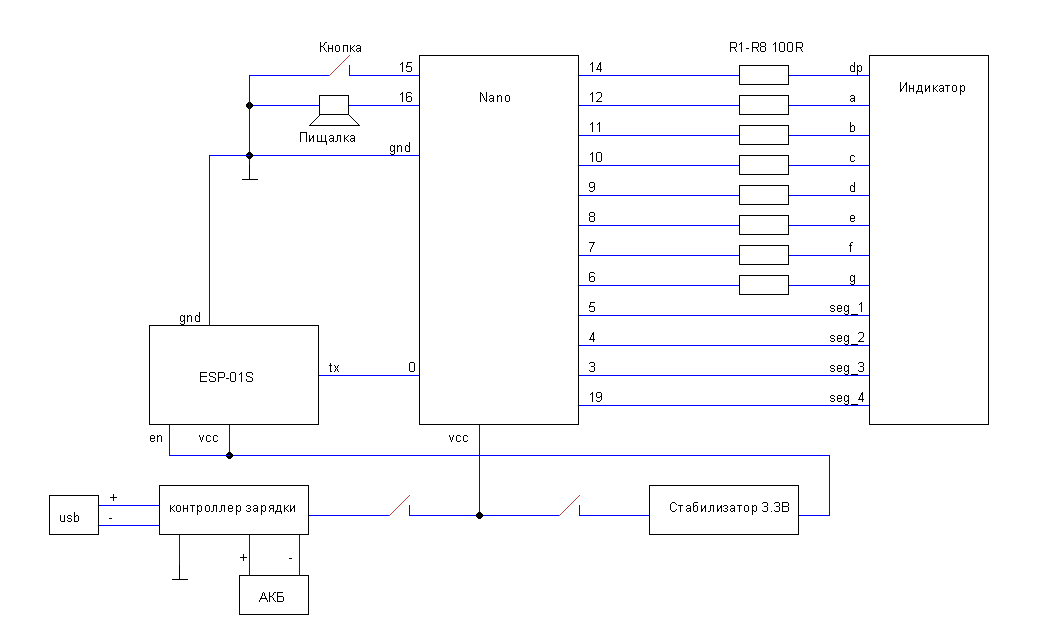 Кнопка
R1-R8 100R
15
14
dp
Nano
Индикатор
16
12
a
Пищалка
11
b
gnd
10
c
9
d
8
e
7
f
6
g
5
seg_1
gnd
4
seg_2
ESP-01S
tx
0
3
seg_3
19
seg_4
en
vcc
vcc
usb
+
-
контроллер зарядки
Стабилизатор 3.3В
+
-
АКБ